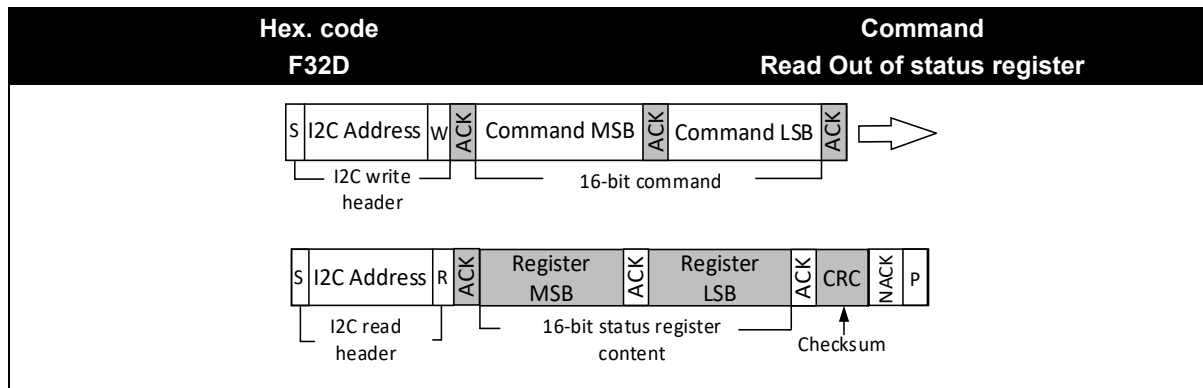 Hex. code Command
F32D Read Out of status register
S I2C Address W ACK Command MSB ACK Command LSB ACK
I2C write header 16-bit command
S I2C Address R ACK Register MSB ACK Register LSB ACK CRC NACK P
I2C read header 16-bit status register content Checksum